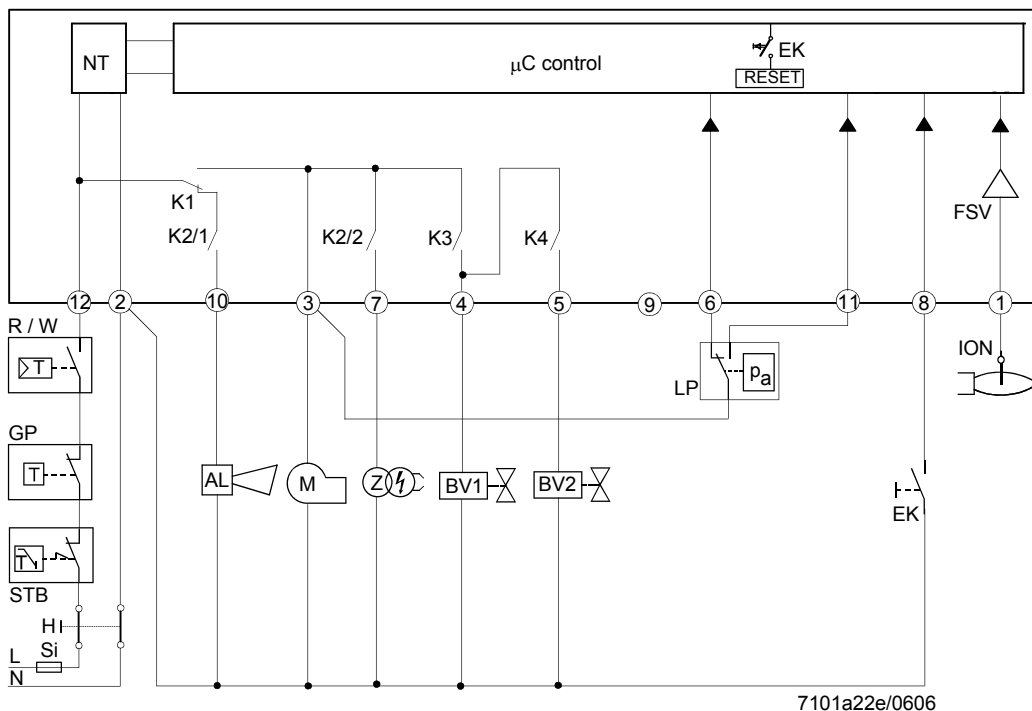 NT
μC control
EK
RESET
K1
K2/1
K2/2
K3
K4
FSV
12
2
10
3
7
4
5
9
6
11
8
1
R / W
T
LP
pa
ION
GP
T
AL
M
Z
BV1
BV2
EK
T
STB
H
L
Si
N
7101a22e/0606